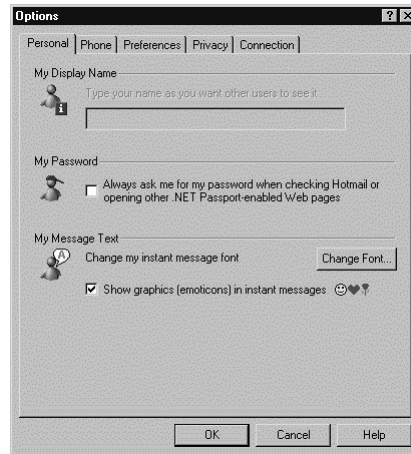 Options
Personal Phone Preferences Privacy Connection
My Display Name
Type your name as you want other users to see it
My Password
Always ask me for my password when checking Hotmail or
opening other .NET Passport-enabled Web pages
My Message Text
Change my instant message font
Change Font...
Show graphics (emoticons) in instant messages
OK Cancel Help